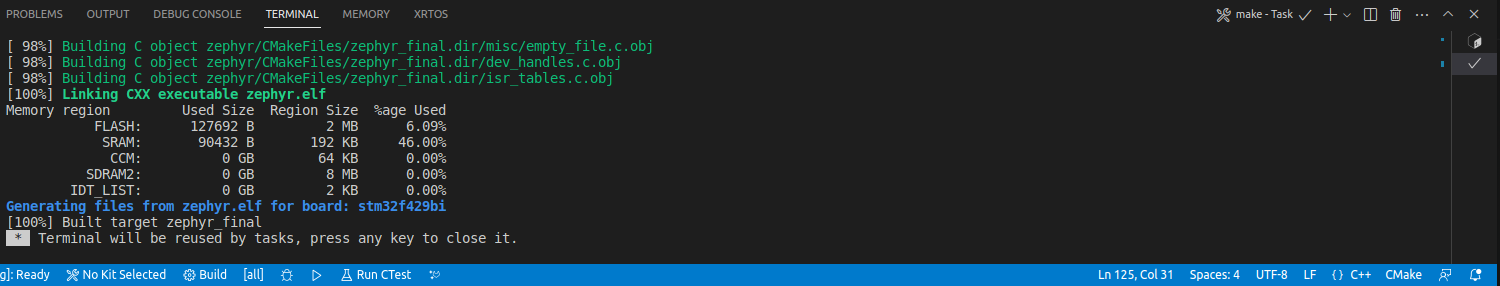 PROBLEMS OUTPUT DEBUG CONSOLE TERMINAL MEMORY XRTOS make - Task
[ 98%] Building C object zephyr/CMakeFiles/zephyr_final.dir/misc/empty_file.c.obj
[ 98%] Building C object zephyr/CMakeFiles/zephyr_final.dir/dev_handles.c.obj
[ 98%] Building C object zephyr/CMakeFiles/zephyr_final.dir/isr_tables.c.obj
[100%] Linking CXX executable zephyr.elf
Memory region         Used Size  Region Size  %age Used
           FLASH:      127692 B         2 MB      6.09%
            SRAM:       90432 B       192 KB     46.00%
             CCM:          0 GB        64 KB      0.00%
          SDRAM2:          0 GB         8 MB      0.00%
        IDT_LIST:          0 GB         2 KB      0.00%
Generating files from zephyr.elf for board: stm32f429bi
[100%] Built target zephyr_final
 *  Terminal will be reused by tasks, press any key to close it.
g]: Ready No Kit Selected Build [all] Run CTest Ln 125, Col 31 Spaces: 4 UTF-8 LF {} C++ CMake